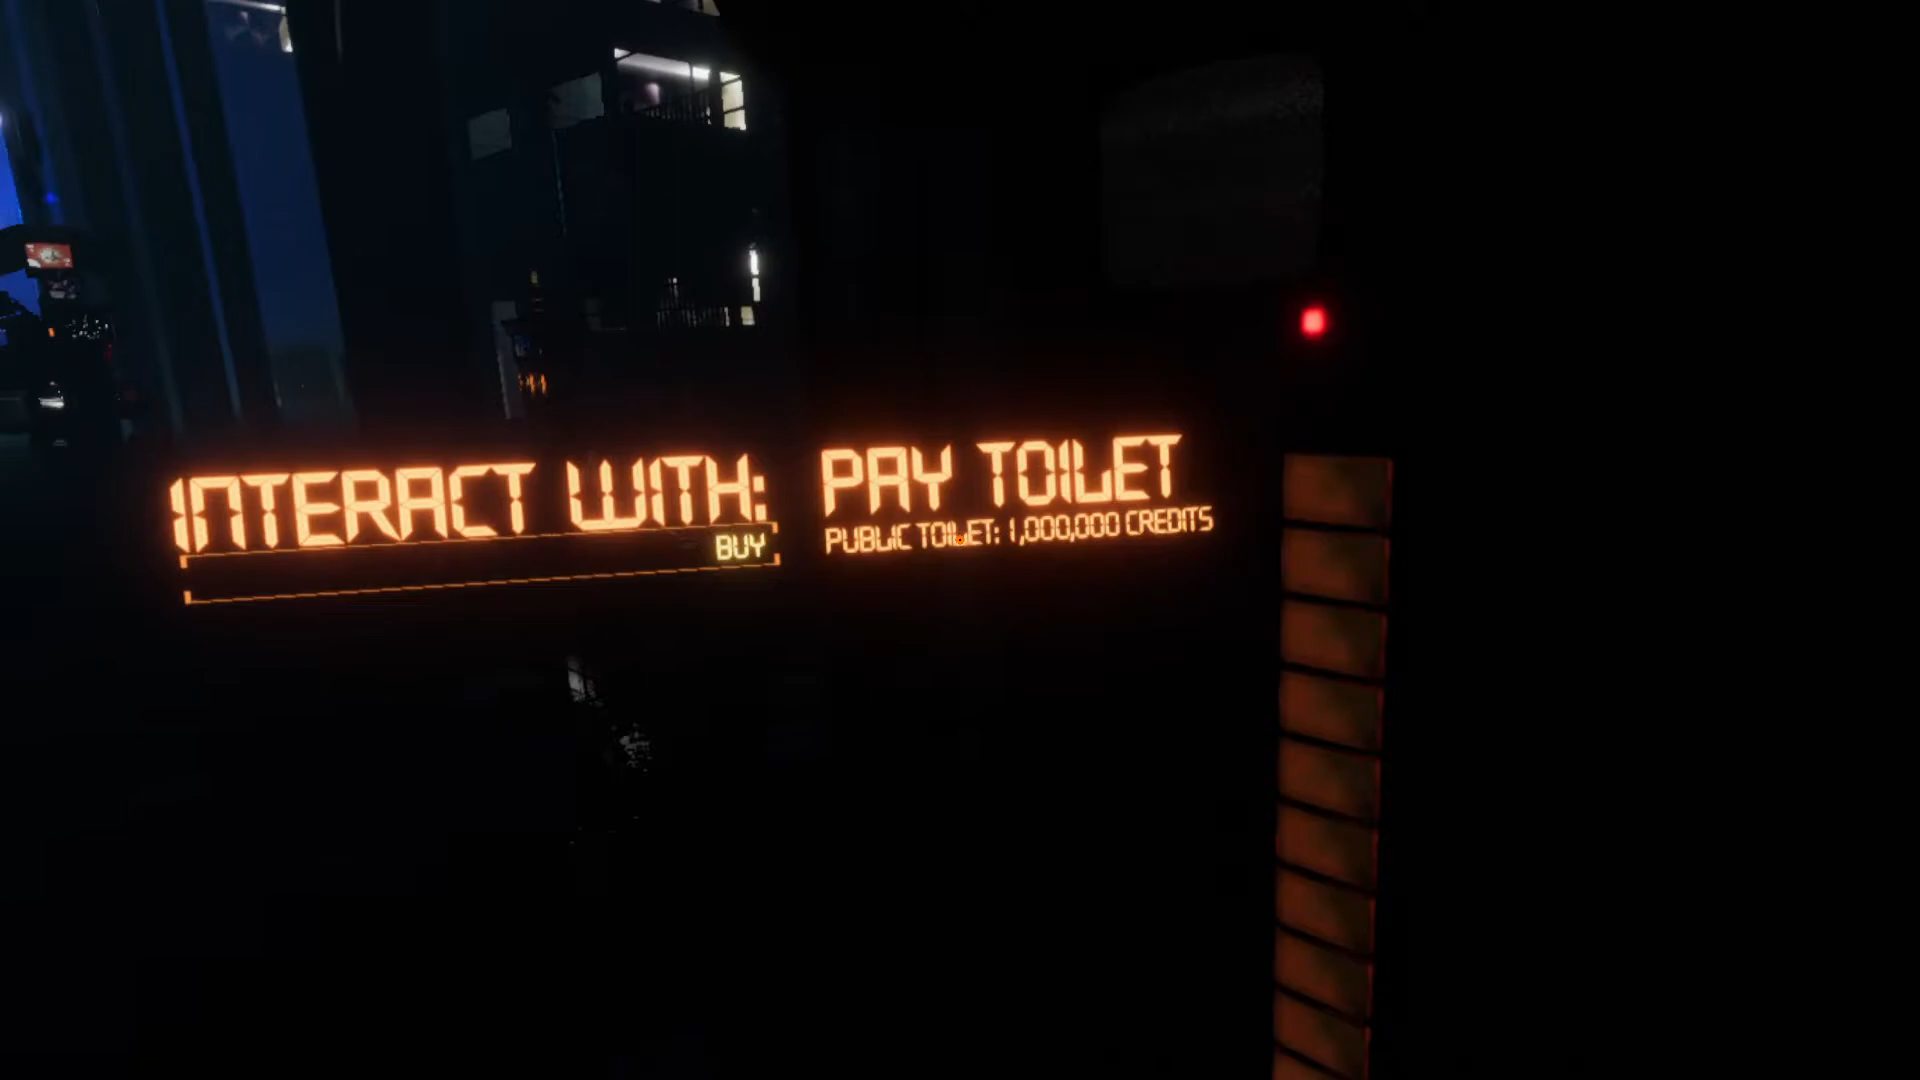 INTERACT WITH:
BUY
PAY TOILET
PUBLIC TOILET: 1,000,000 CREDITS